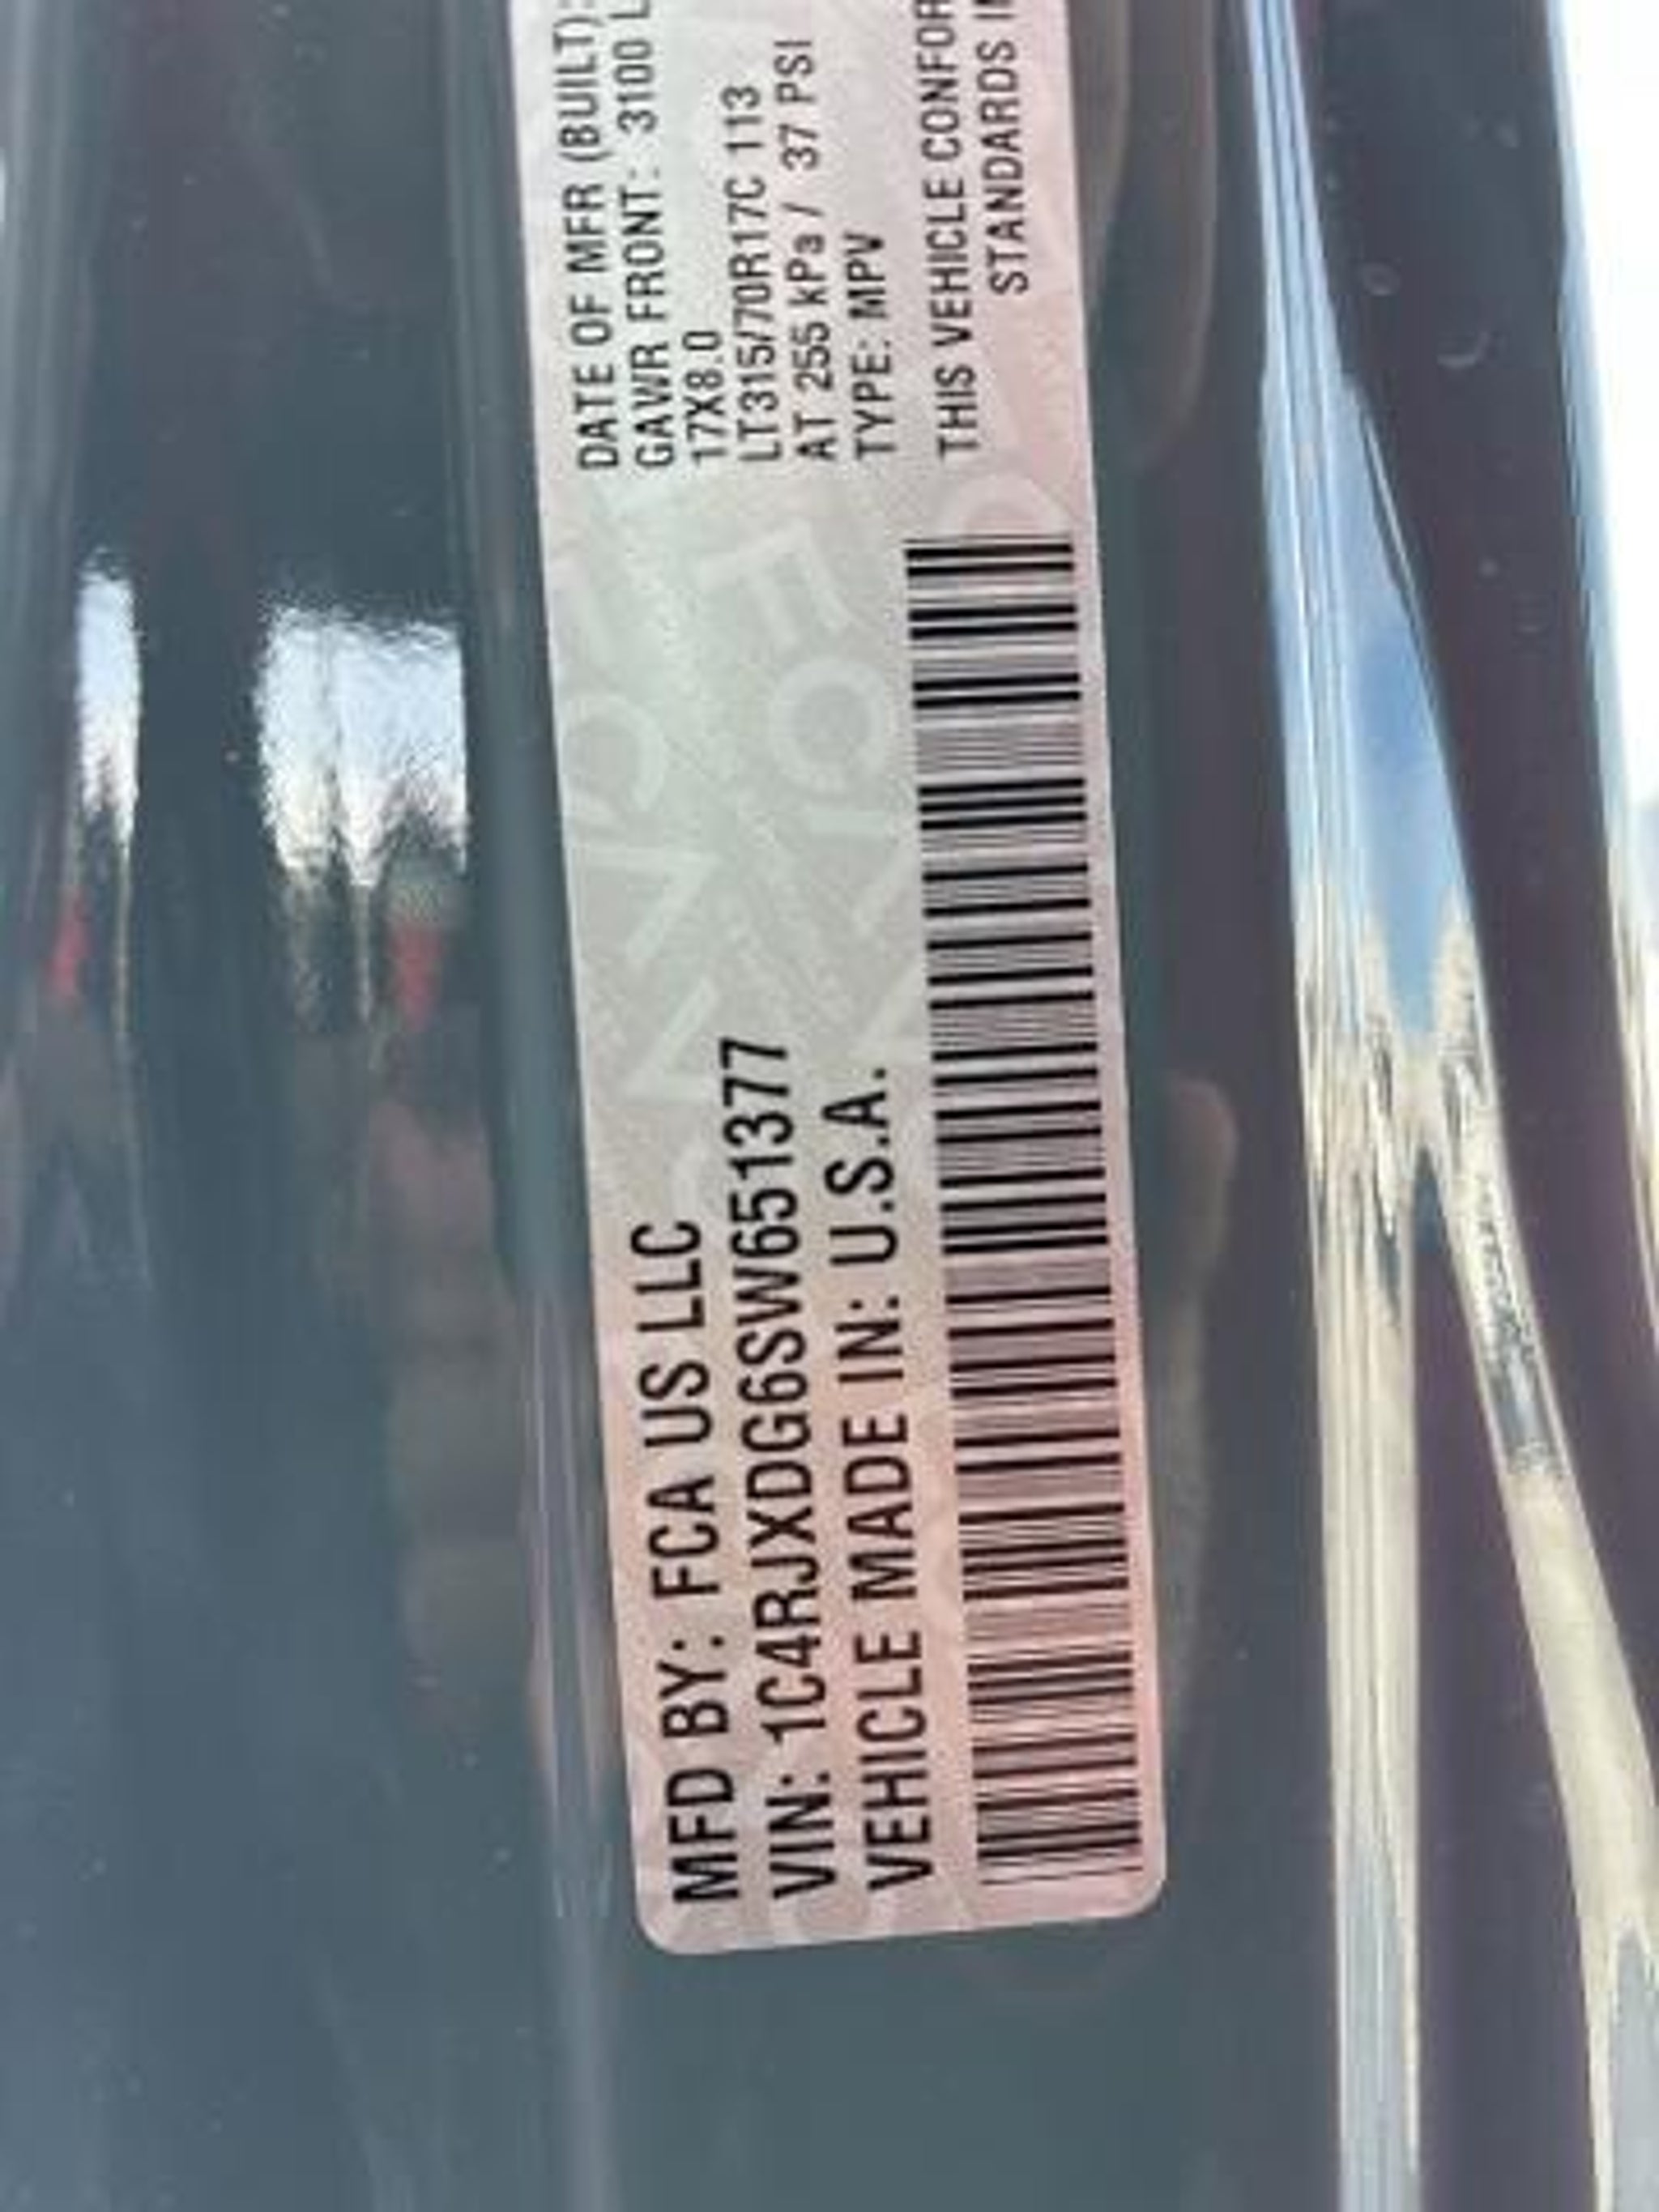 MFD BY: FCA US LLC
VIN: 1C4RJXDG6SW651377
VEHICLE MADE IN: U.S.A.
DATE OF MFR (BUILT):
GAWR FRONT: 3100 L
17X8.0
LT315/70R17C 113
AT 255 kPa / 37 PSI
TYPE: MPV
THIS VEHICLE CONFOR
STANDARDS I